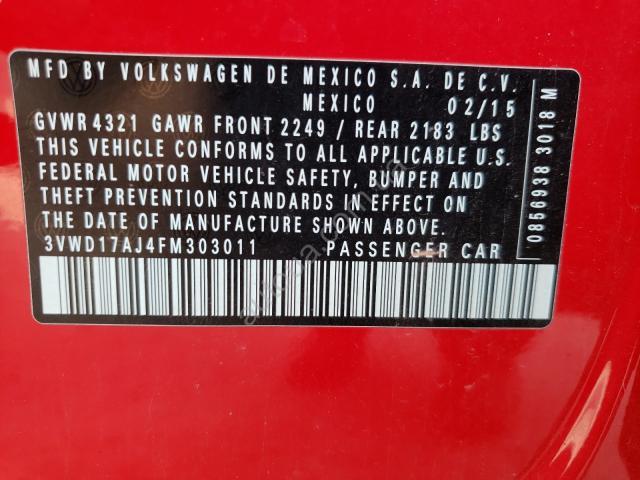 MFD BY VOLKSWAGEN DE MEXICO S.A. DE C.V.
MEXICO 02/15
GVWR 4321 GAWR FRONT 2249 / REAR 2183 LBS
THIS VEHICLE CONFORMS TO ALL APPLICABLE U.S.
FEDERAL MOTOR VEHICLE SAFETY, BUMPER AND
THEFT PREVENTION STANDARDS IN EFFECT ON
THE DATE OF MANUFACTURE SHOWN ABOVE.
3VWD17AJ4FM303011 PASSENGER CAR
0856938 3018 M